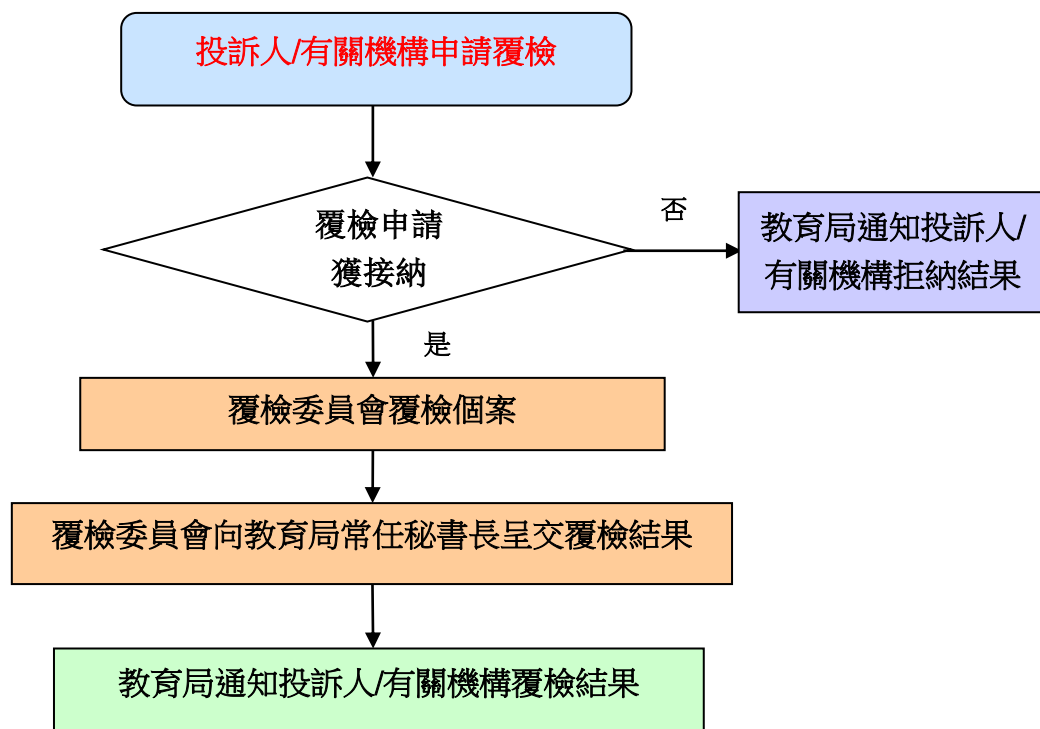 投訴人/有關機構申請覆檢
覆檢申請
獲接納
否
教育局通知投訴人/
有關機構拒納結果
是
覆檢委員會覆檢個案
覆檢委員會向教育局常任秘書長呈交覆檢結果
教育局通知投訴人/有關機構覆檢結果